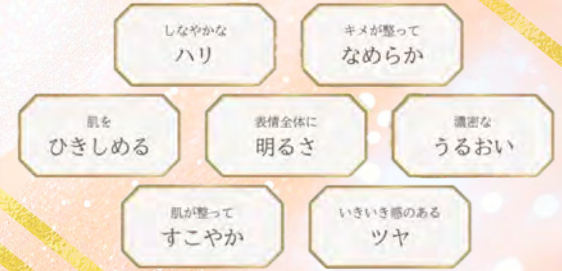 しなやかな
ハリ
キメが整って
なめらか
肌を
ひきしめる
表情全体に
明るさ
濃密な
うるおい
肌が整って
すこやか
いきいき感のある
ツヤ